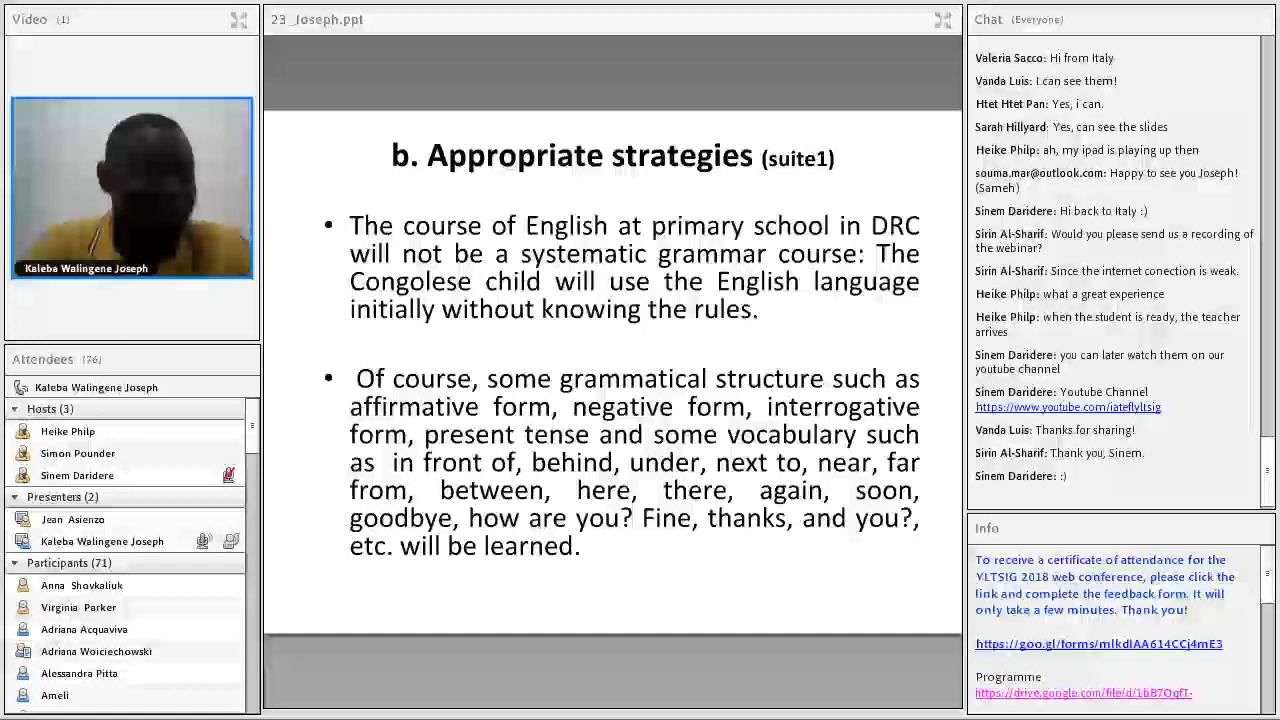 Video (1)
Kaleba Walingene Joseph
Attendees (76)
Kaleba Walingene Joseph
Hosts (3)
Heike Philp
Simon Pounder
Sinem Daridere
Presenters (2)
Jean Asienzo
Kaleba Walingene Joseph
Participants (71)
Anna Shovkaliuk
Virginia Parker
Adriana Acquaviva
Adriana Woiciechowski
Alessandra Pitta
Ameli
23_Joseph.ppt
b. Appropriate strategies (suite1)
• The course of English at primary school in DRC
will not be a systematic grammar course: The
Congolese child will use the English language
initially without knowing the rules.
• Of course, some grammatical structure such as
affirmative form, negative form, interrogative
form, present tense and some vocabulary such
as in front of, behind, under, next to, near, far
from, between, here, there, again, soon,
goodbye, how are you? Fine, thanks, and you?,
etc. will be learned.
Chat (Everyone)
Valeria Sacco: Hi from Italy
Vanda Luis: I can see them!
Htet Htet Pan: Yes, i can.
Sarah Hillyard: Yes, can see the slides
Heike Philp: ah, my ipad is playing up then
souma.mar@outlook.com: Happy to see you Joseph!
(Sameh)
Sinem Daridere: Hi back to Italy :)
Sirin Al-Sharif: Would you please send us a recording of
the webinar?
Sirin Al-Sharif: Since the internet conection is weak.
Heike Philp: what a great experience
Heike Philp: when the student is ready, the teacher
arrives
Sinem Daridere: you can later watch them on our
youtube channel
Sinem Daridere: Youtube Channel
https://www.youtube.com/iateflyltsig
Vanda Luis: Thanks for sharing!
Sirin Al-Sharif: Thank you, Sinem.
Sinem Daridere: :)
Info
To receive a certificate of attendance for the
YLTSIG 2018 web conference, please click the
link and complete the feedback form. It will
only take a few minutes. Thank you!
Programme